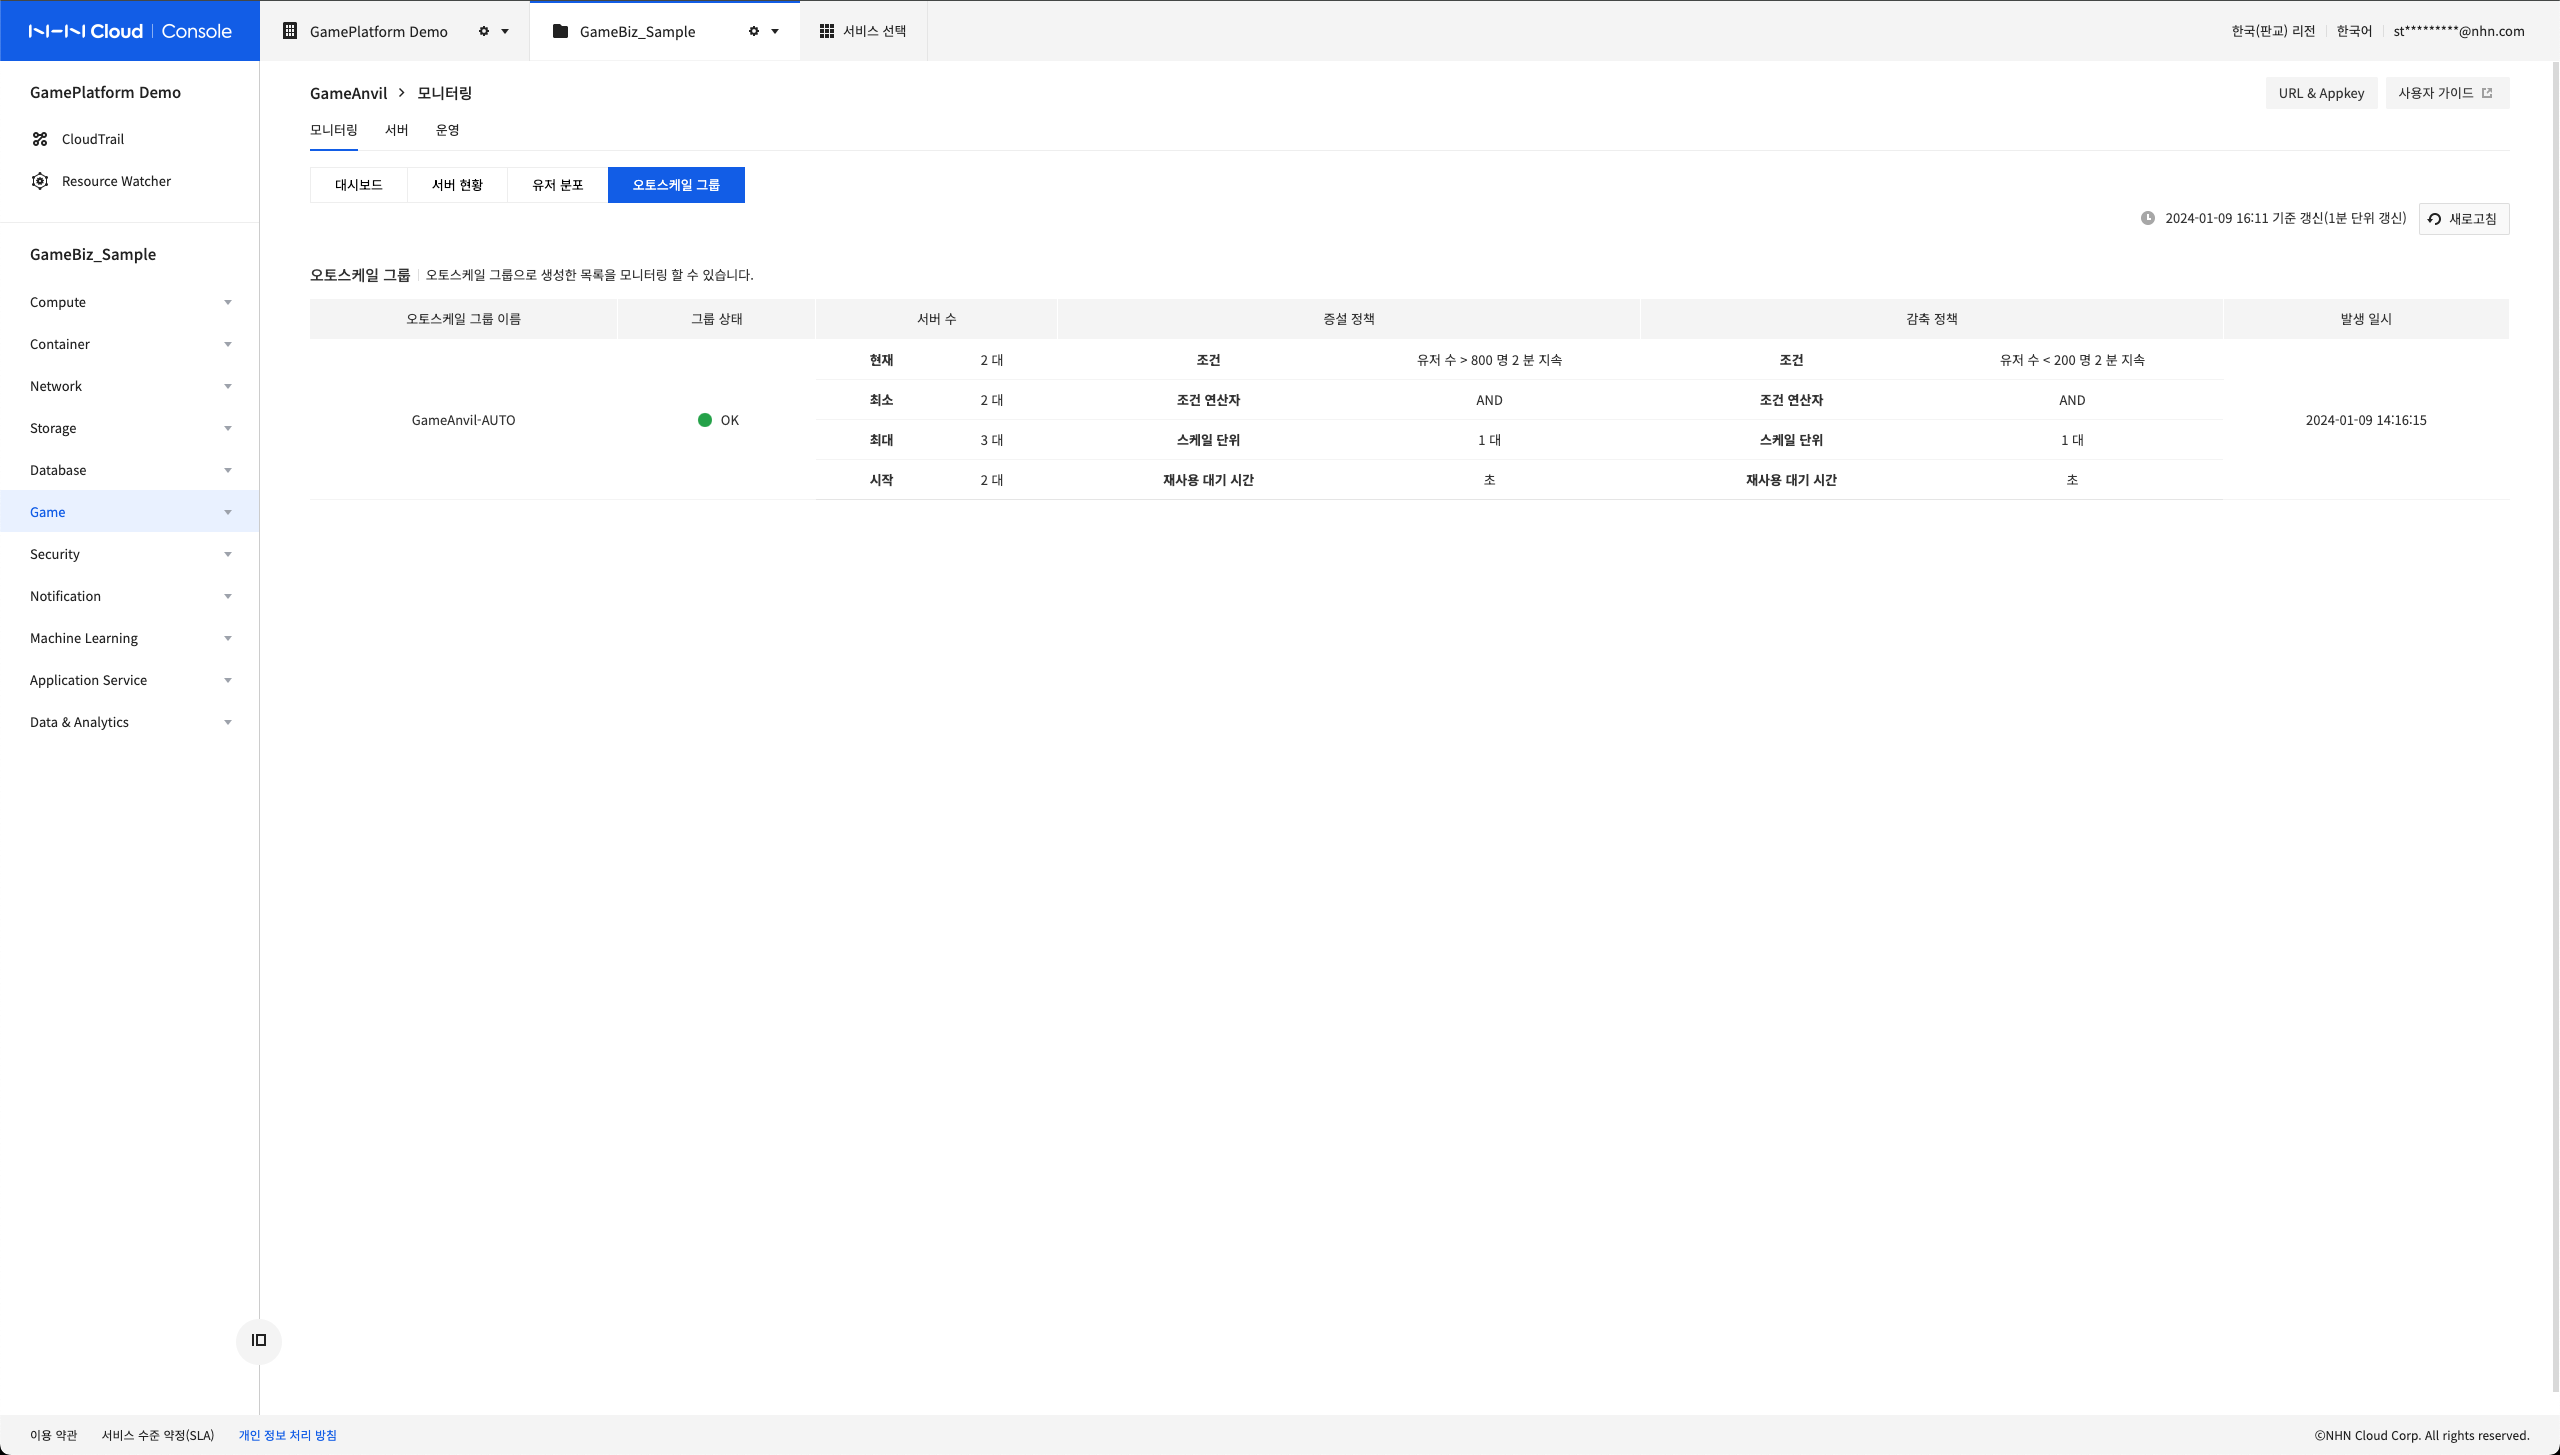 NHN Cloud | Console
GamePlatform Demo
GameBiz_Sample
서비스 선택
한국(판교) 리전
한국어
st*********@nhn.com
GamePlatform Demo
CloudTrail
Resource Watcher
GameBiz_Sample
Compute
Container
Network
Storage
Database
Game
Security
Notification
Machine Learning
Application Service
Data & Analytics
GameAnvil > 모니터링
URL & Appkey
사용자 가이드
모니터링 서버 운영
대시보드 서버 현황 유저 분포 오토스케일 그룹
2024-01-09 16:11 기준 갱신(1분 단위 갱신) 새로고침
오토스케일 그룹 오토스케일 그룹으로 생성한 목록을 모니터링 할 수 있습니다.
오토스케일 그룹 이름 그룹 상태 서버 수 증설 정책 감축 정책 발생 일시
현재 2 대 조건 유저 수 > 800 명 2 분 지속 조건 유저 수 < 200 명 2 분 지속
최소 2 대 조건 연산자 AND 조건 연산자 AND
GameAnvil-AUTO OK 2024-01-09 14:16:15
최대 3 대 스케일 단위 1 대 스케일 단위 1 대
시작 2 대 재사용 대기 시간 초 재사용 대기 시간 초
이용 약관 서비스 수준 약정(SLA) 개인 정보 처리 방침
©NHN Cloud Corp. All rights reserved.